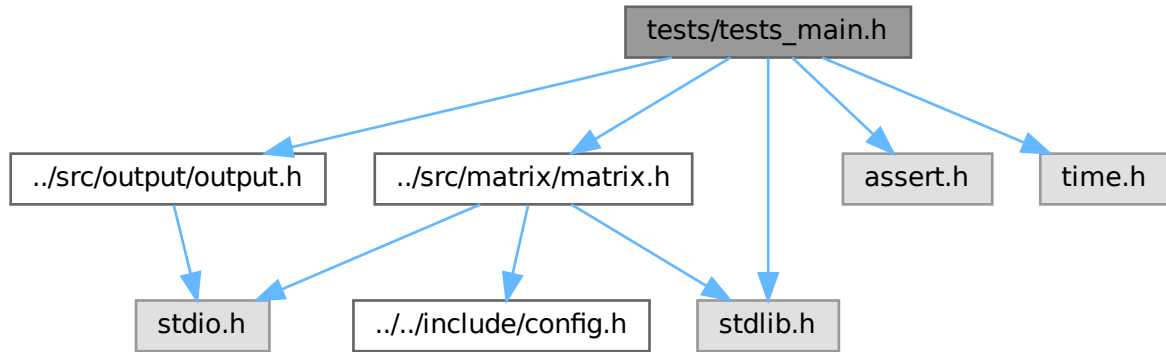 tests/tests_main.h
../src/output/output.h
../src/matrix/matrix.h
assert.h
time.h
stdio.h
../../include/config.h
stdlib.h